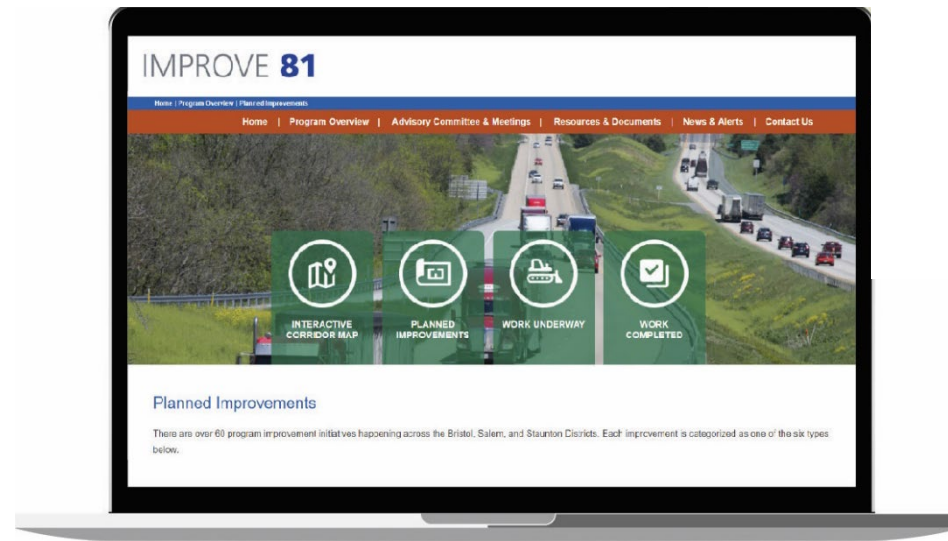 IMPROVE 81
Home | Program Overview | Planned Improvements
Home | Program Overview | Advisory Committee & Meetings | Resources & Documents | News & Alerts | Contact Us
INTERACTIVE
CORRIDOR MAP
PLANNED
IMPROVEMENTS
WORK UNDERWAY
WORK
COMPLETED
Planned Improvements
There are over 60 program improvement initiatives happening across the Bristol, Salem, and Staunton Districts. Each improvement is categorized as one of the six types
below.